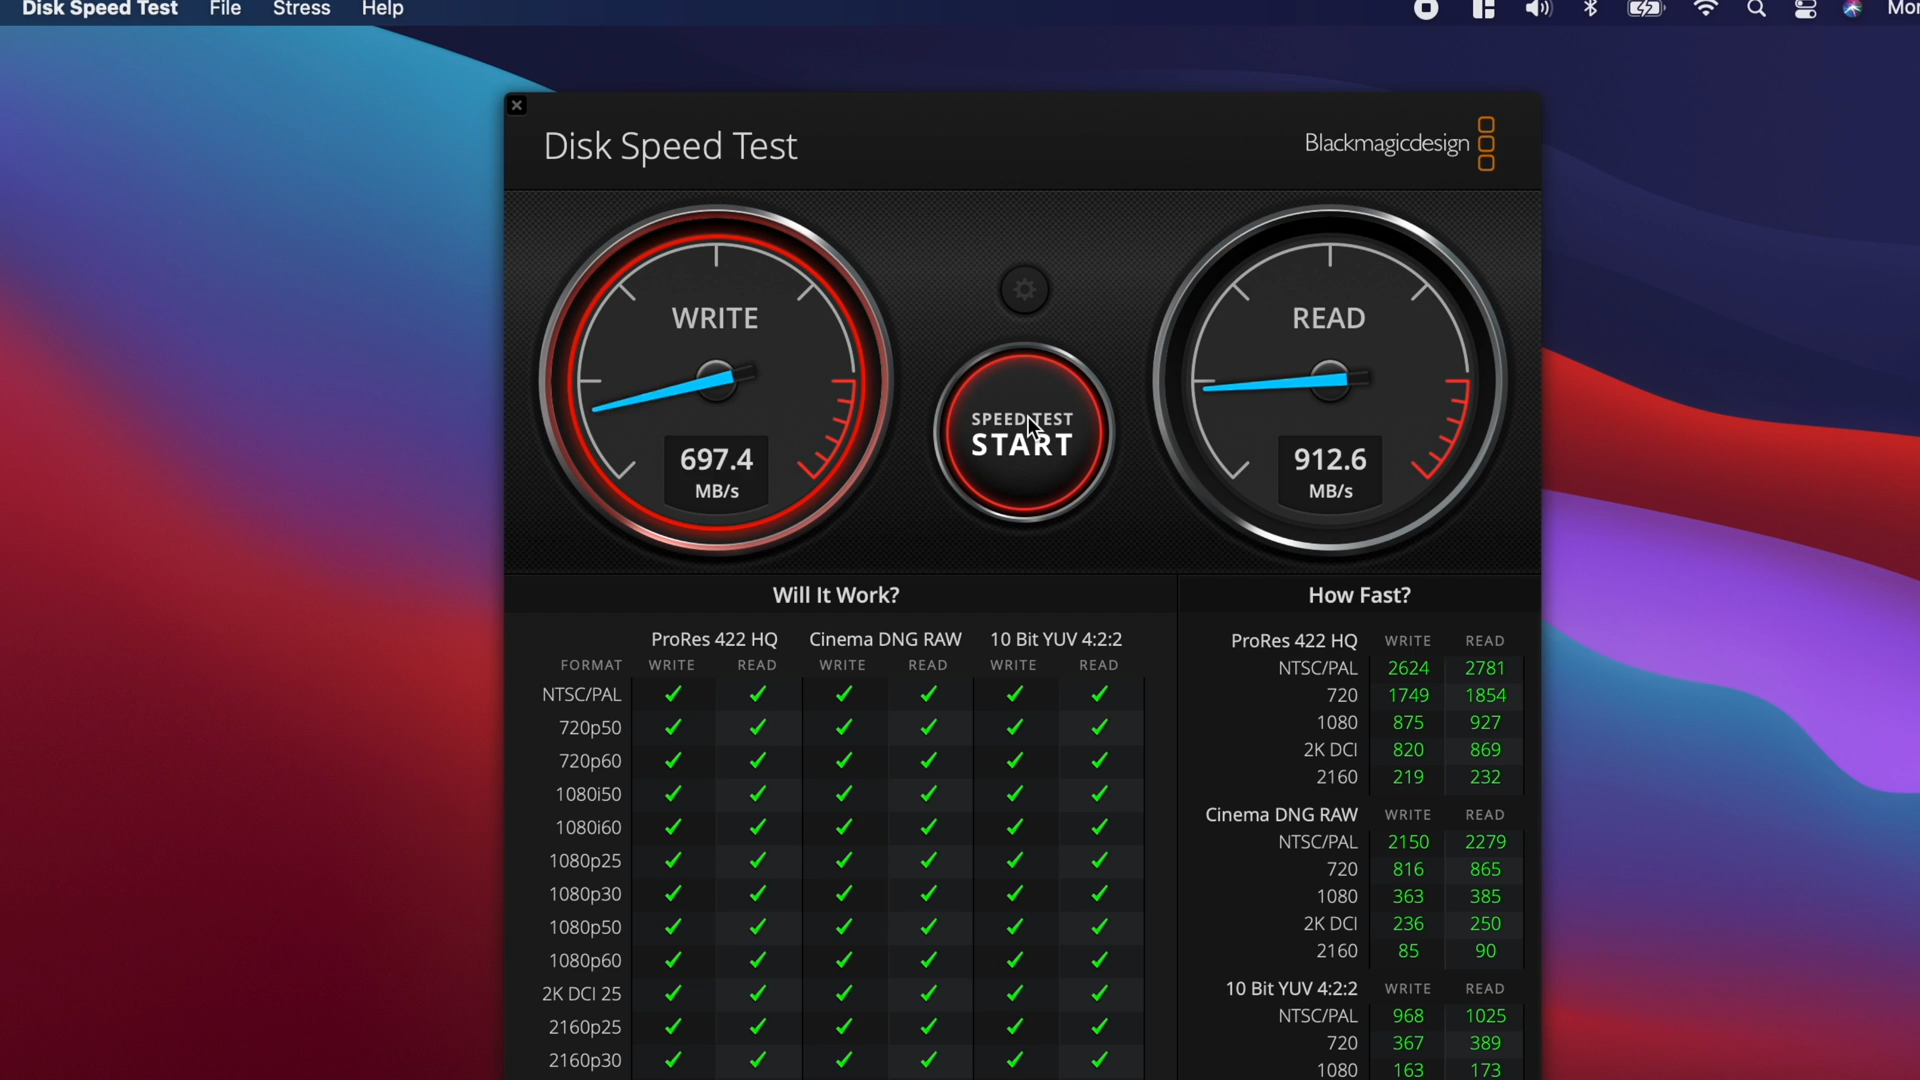 Disk Speed Test File Stress Help
Disk Speed Test
Blackmagicdesign
WRITE
697.4
MB/s
SPEED TEST
START
READ
912.6
MB/s
Will It Work?
ProRes 422 HQ Cinema DNG RAW 10 Bit YUV 4:2:2
FORMAT WRITE READ WRITE READ WRITE READ
NTSC/PAL ✓ ✓ ✓ ✓ ✓ ✓
720p50 ✓ ✓ ✓ ✓ ✓ ✓
720p60 ✓ ✓ ✓ ✓ ✓ ✓
1080i50 ✓ ✓ ✓ ✓ ✓ ✓
1080i60 ✓ ✓ ✓ ✓ ✓ ✓
1080p25 ✓ ✓ ✓ ✓ ✓ ✓
1080p30 ✓ ✓ ✓ ✓ ✓ ✓
1080p50 ✓ ✓ ✓ ✓ ✓ ✓
1080p60 ✓ ✓ ✓ ✓ ✓ ✓
2K DCI 25 ✓ ✓ ✓ ✓ ✓ ✓
2160p25 ✓ ✓ ✓ ✓ ✓ ✓
2160p30 ✓ ✓ ✓ ✓ ✓ ✓
How Fast?
ProRes 422 HQ WRITE READ
NTSC/PAL 2624 2781
720 1749 1854
1080 875 927
2K DCI 820 869
2160 219 232
Cinema DNG RAW WRITE READ
NTSC/PAL 2150 2279
720 816 865
1080 363 385
2K DCI 236 250
2160 85 90
10 Bit YUV 4:2:2 WRITE READ
NTSC/PAL 968 1025
720 367 389
1080 163 173